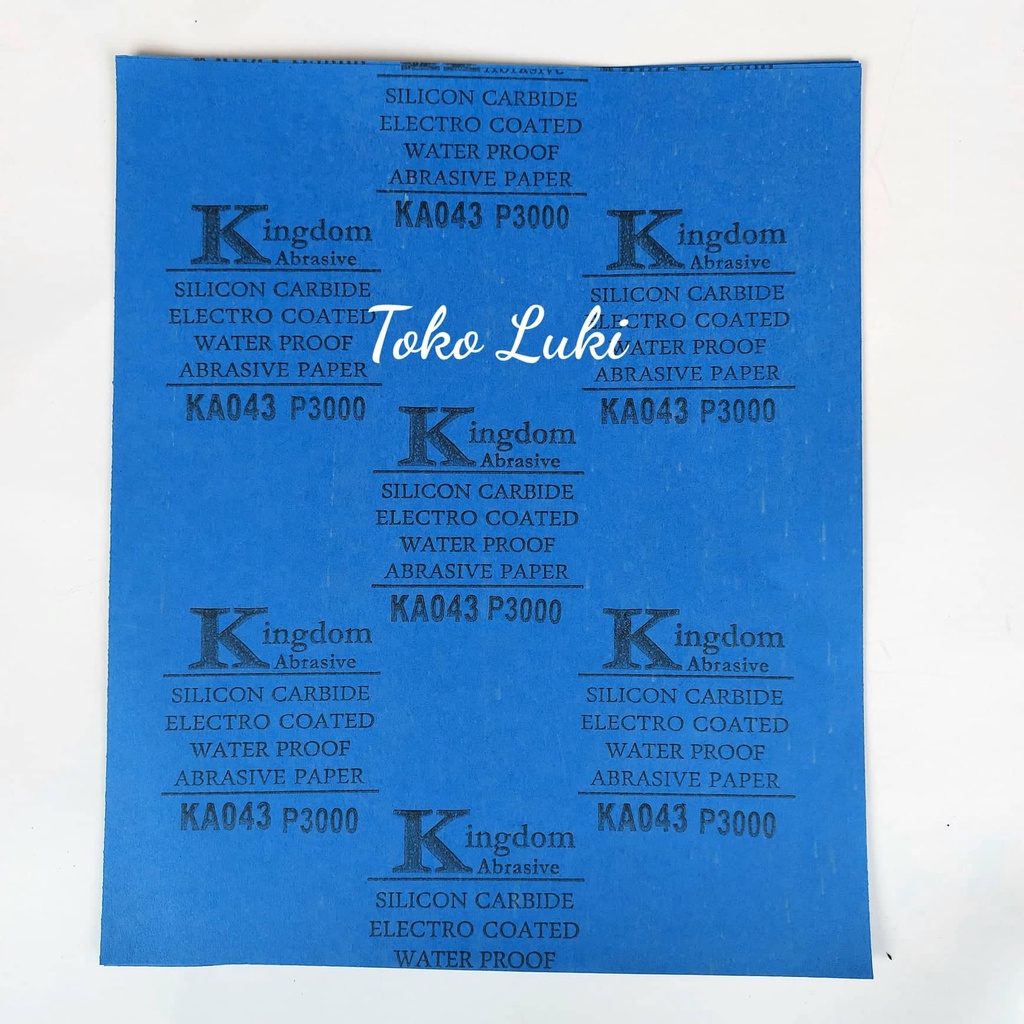 Abrasive
SILICON CARBIDE
ELECTRO COATED
WATER PROOF
ABRASIVE PAPER
KA043 P3000
Kingdom
Abrasive
SILICON CARBIDE
ELECTRO COATED
WATER PROOF
ABRASIVE PAPER
KA043 P3000
Kingdom
Abrasive
SILICON CARBIDE
ELECTRO COATED
WATER PROOF
ABRASIVE PAPER
KA043 P3000
Toko Luki
Kingdom
Abrasive
SILICON CARBIDE
ELECTRO COATED
WATER PROOF
ABRASIVE PAPER
KA043 P3000
Kingdom
Abrasive
SILICON CARBIDE
ELECTRO COATED
WATER PROOF
ABRASIVE PAPER
KA043 P3000
Kingdom
Abrasive
SILICON CARBIDE
ELECTRO COATED
WATER PROOF
ABRASIVE PAPER
KA043 P3000
Kingdom
Abrasive
SILICON CARBIDE
ELECTRO COATED
WATER PROOF